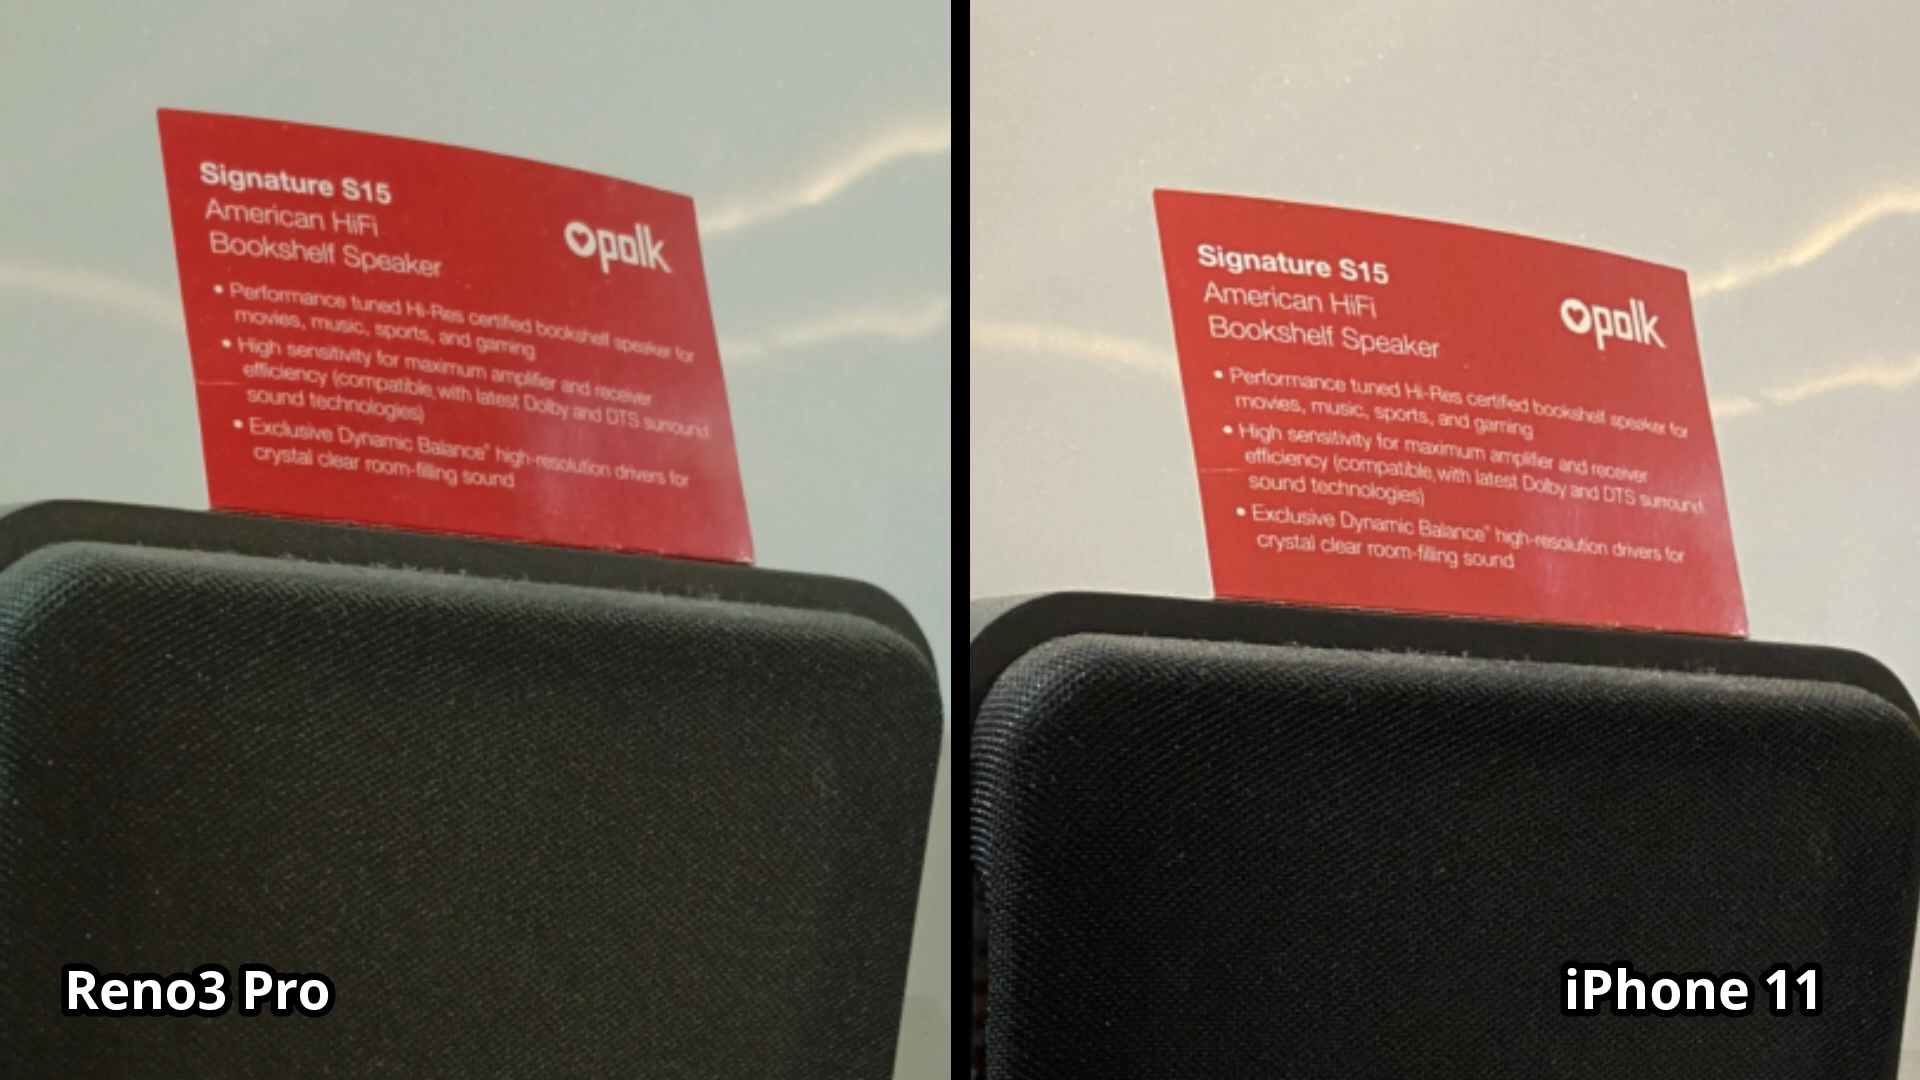 Signature S15
American HiFi
Bookshelf Speaker
polk
• Performance tuned Hi-Res certified bookshelf speaker for
movies, music, sports, and gaming
• High sensitivity for maximum amplifier and receiver
efficiency (compatible with latest Dolby and DTS surround
sound technologies)
• Exclusive Dynamic Balance® high-resolution drivers for
crystal clear room-filling sound
Reno3 Pro
Signature S15
American HiFi
Bookshelf Speaker
polk
• Performance tuned Hi-Res certified bookshelf speaker for
movies, music, sports, and gaming
• High sensitivity for maximum amplifier and receiver
efficiency (compatible with latest Dolby and DTS surround
sound technologies)
• Exclusive Dynamic Balance® high-resolution drivers for
crystal clear room-filling sound
iPhone 11